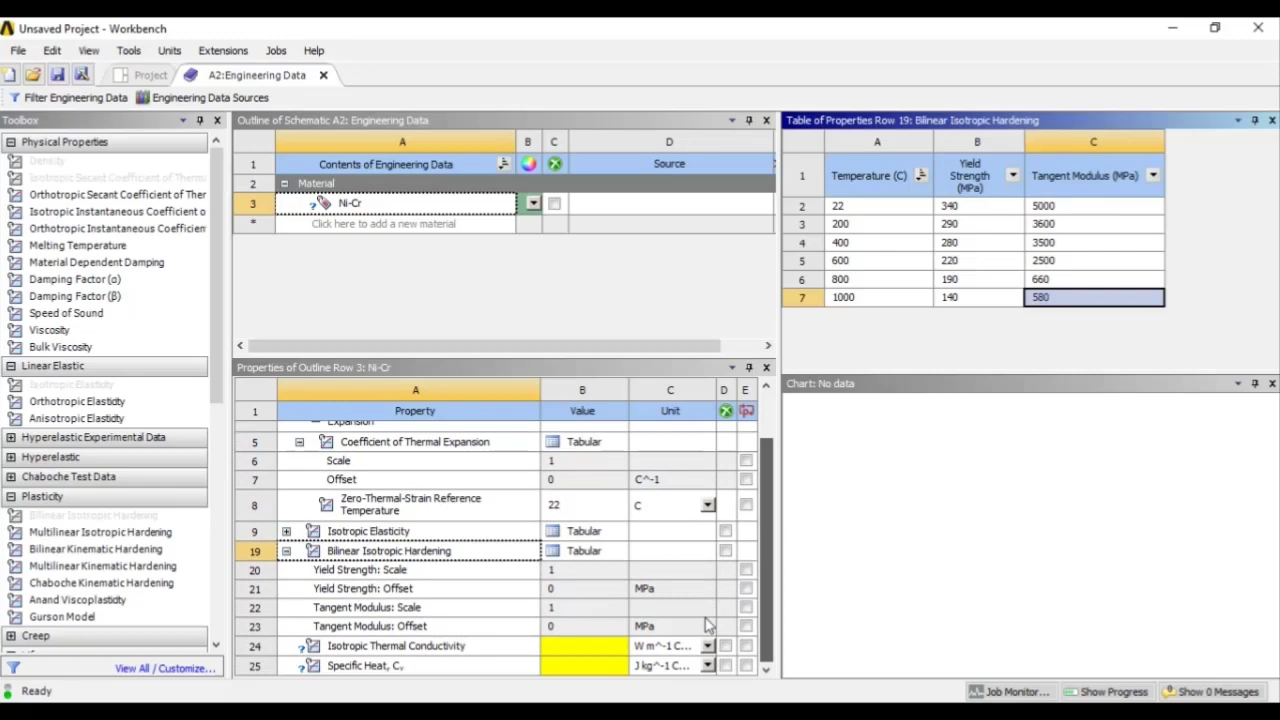 Unsaved Project - Workbench
File Edit View Tools Units Extensions Jobs Help
Project A2:Engineering Data
Filter Engineering Data Engineering Data Sources
Toolbox
Physical Properties
Density
Isotropic Secant Coefficient of Therm
Orthotropic Secant Coefficient of Ther
Isotropic Instantaneous Coefficient o
Orthotropic Instantaneous Coefficien
Melting Temperature
Material Dependent Damping
Damping Factor (α)
Damping Factor (β)
Speed of Sound
Viscosity
Bulk Viscosity
Linear Elastic
Isotropic Elasticity
Orthotropic Elasticity
Anisotropic Elasticity
Hyperelastic Experimental Data
Hyperelastic
Chaboche Test Data
Plasticity
Bilinear Isotropic Hardening
Multilinear Isotropic Hardening
Bilinear Kinematic Hardening
Multilinear Kinematic Hardening
Chaboche Kinematic Hardening
Anand Viscoplasticity
Gurson Model
Creep
View All / Customize...
Outline of Schematic A2: Engineering Data
A B C D
1 Contents of Engineering Data Source
2 Material
3 ? Ni-Cr
* Click here to add a new material
Properties of Outline Row 3: Ni-Cr
A B C D E
1 Property Value Unit
Expansion
5 Coefficient of Thermal Expansion Tabular
6 Scale 1
7 Offset 0 C^-1
8 Zero-Thermal-Strain Reference Temperature 22 C
9 Isotropic Elasticity Tabular
19 Bilinear Isotropic Hardening Tabular
20 Yield Strength: Scale 1
21 Yield Strength: Offset 0 MPa
22 Tangent Modulus: Scale 1
23 Tangent Modulus: Offset 0 MPa
24 ? Isotropic Thermal Conductivity W m^-1 C...
25 ? Specific Heat, Cᵥ J kg^-1 C...
Table of Properties Row 19: Bilinear Isotropic Hardening
A B C
1 Temperature (C) Yield Strength (MPa) Tangent Modulus (MPa)
2 22 340 5000
3 200 290 3600
4 400 280 3500
5 600 220 2500
6 800 190 660
7 1000 140 580
Chart: No data
Ready
Job Monitor... Show Progress Show 0 Messages